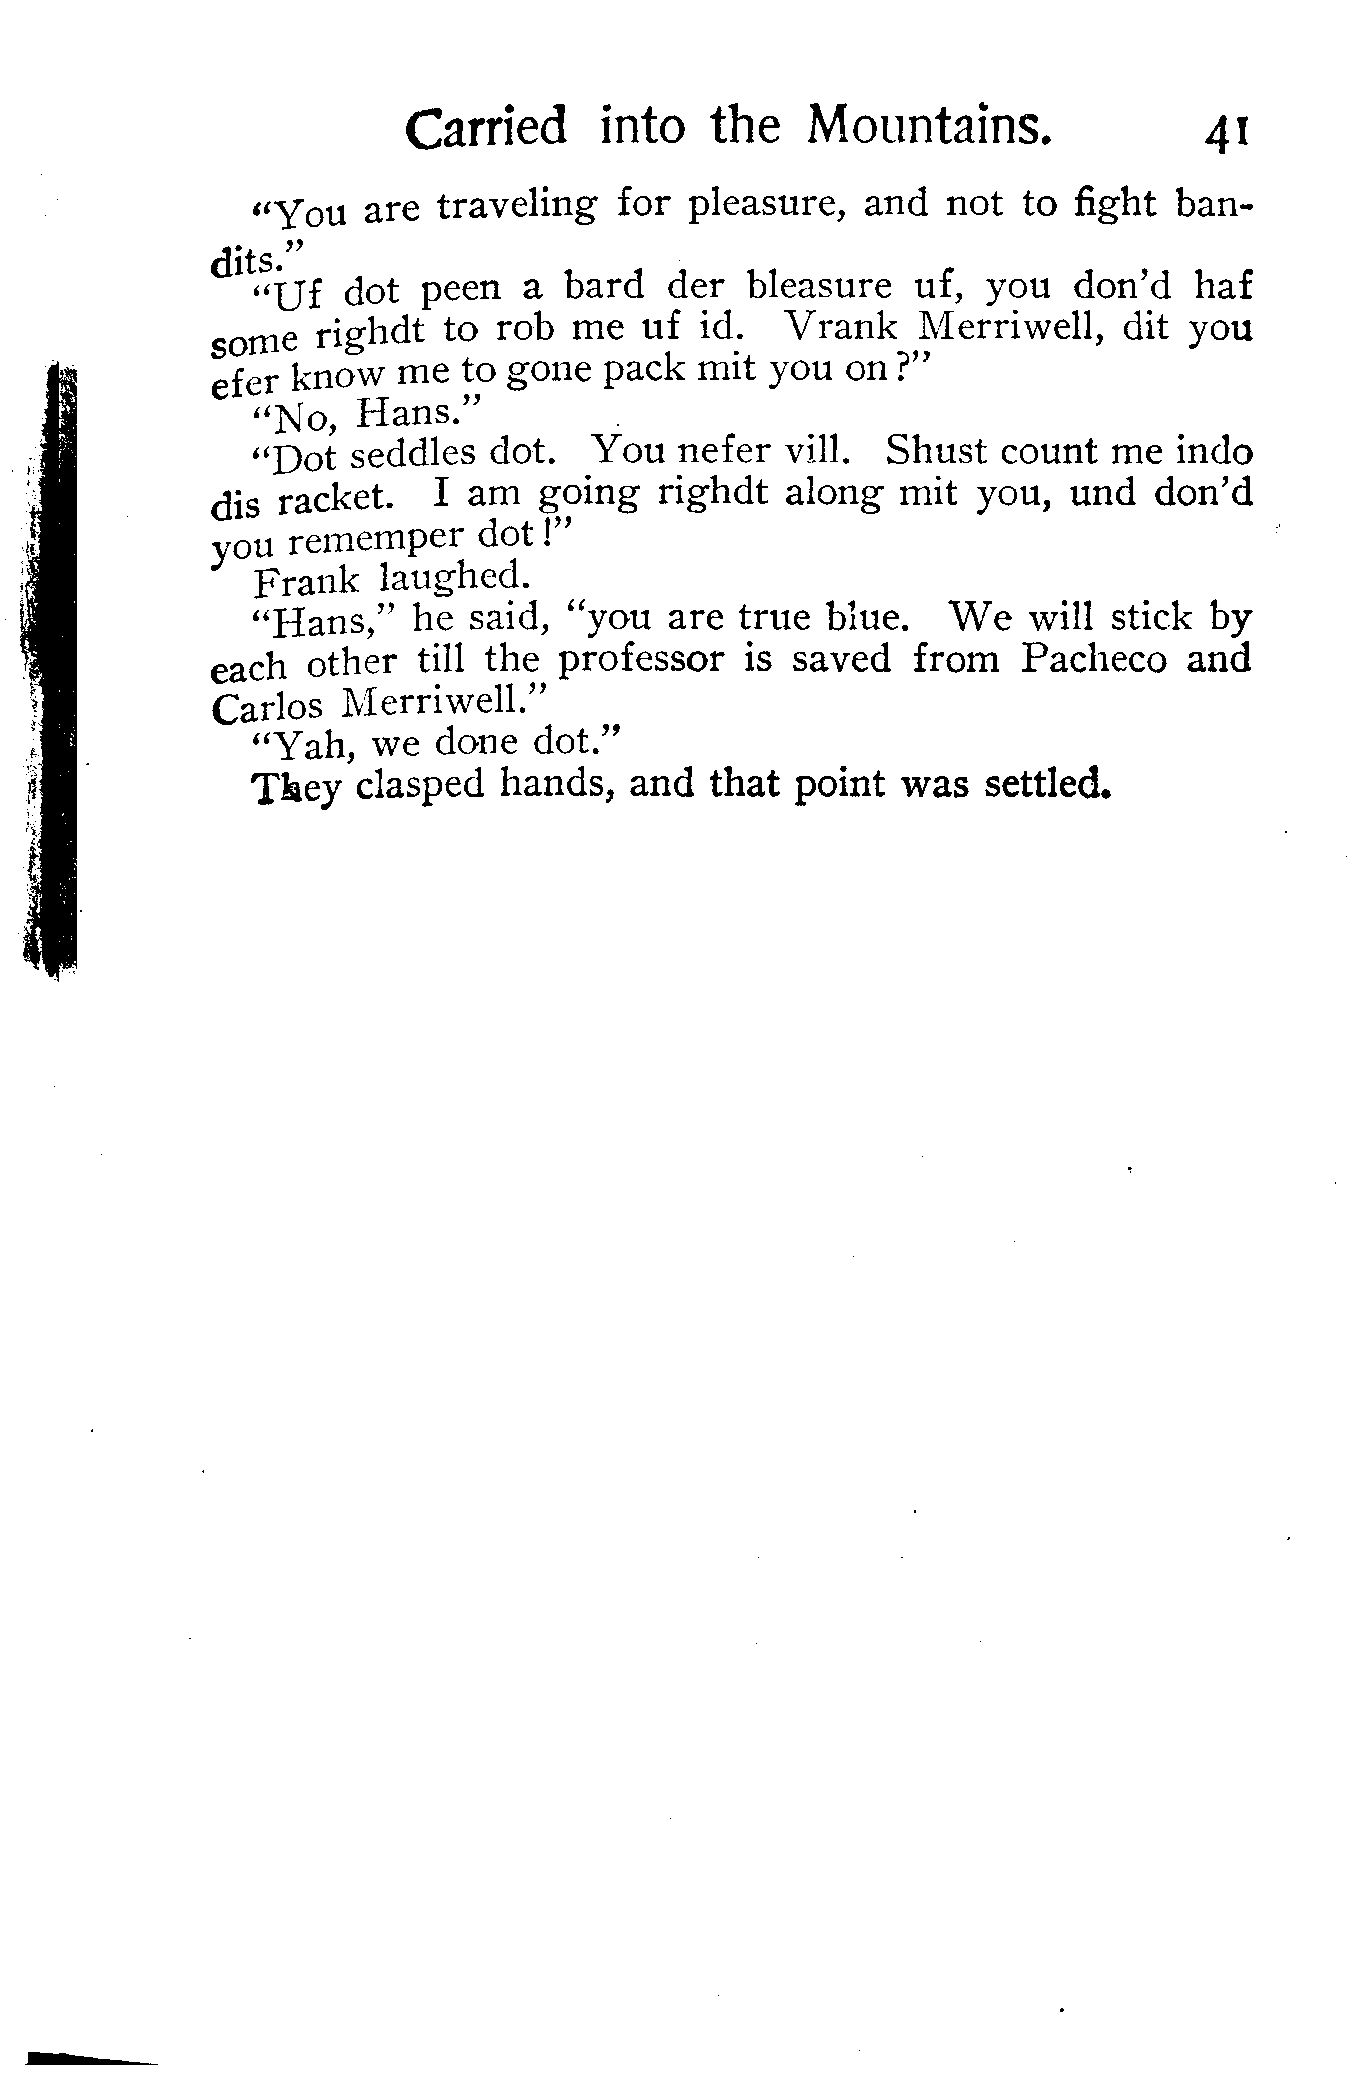 Carried into the Mountains. 41
"You are traveling for pleasure, and not to fight ban-
dits."
"Uf dot peen a bard der bleasure uf, you don'd haf
some righdt to rob me uf id. Vrank Merriwell, dit you
efer know me to gone pack mit you on?"
"No, Hans."
"Dot seddles dot. You nefer vill. Shust count me indo
dis racket. I am going righdt along mit you, und don'd
you rememper dot!"
Frank laughed.
"Hans," he said, "you are true blue. We will stick by
each other till the professor is saved from Pacheco and
Carlos Merriwell."
"Yah, we done dot."
They clasped hands, and that point was settled.